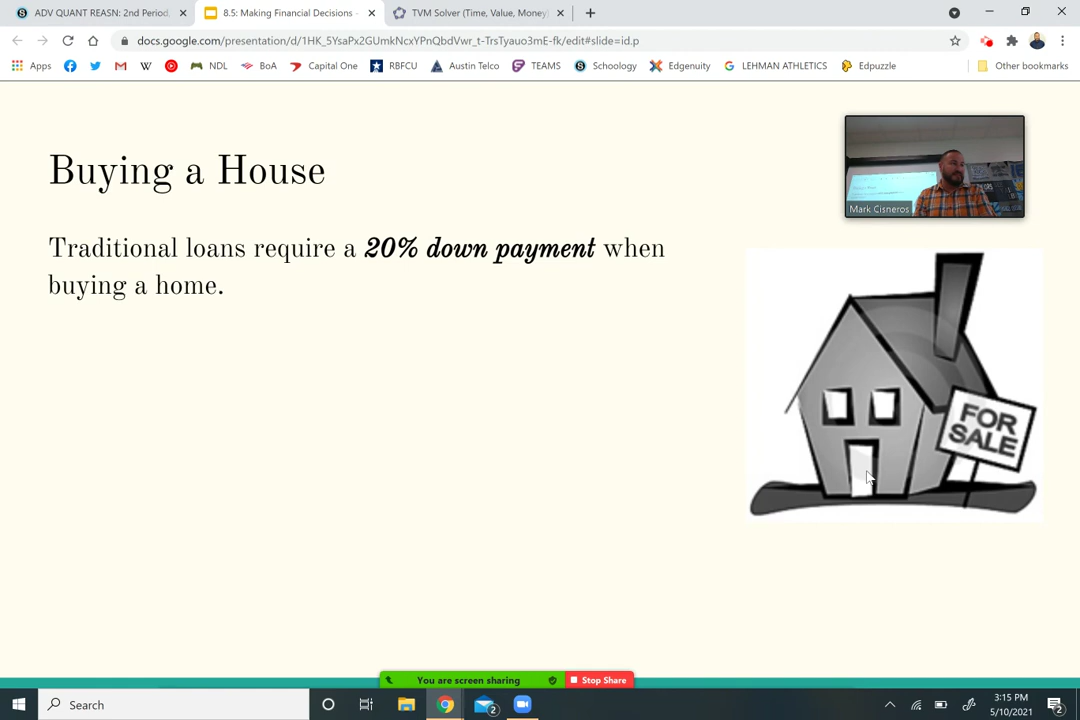 ADV QUANT REASN: 2nd Period,
8.5: Making Financial Decisions -
TVM Solver (Time, Value, Money)
docs.google.com/presentation/d/1HK_5YsaPx2GUmkNcxYPnQbdVwr_t-TrsTyauo3mE-fk/edit#slide=id.p
Apps NDL BoA Capital One RBFCU Austin Telco TEAMS Schoology Edgenuity LEHMAN ATHLETICS Edpuzzle Other bookmarks
Buying a House
Mark Cisneros
Traditional loans require a 20% down payment when
buying a home.
FOR
SALE
You are screen sharing Stop Share
Search
2
3:15 PM
5/10/2021
2